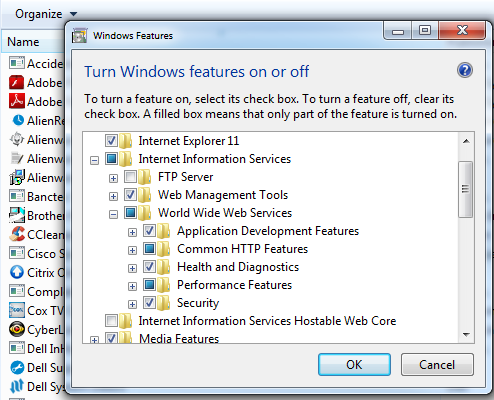 Organize
Name
Accide
Adobe
Adobe
AlienRe
Alienw
Alienw
Alienw
Bancte
Brother
CClean
Cisco S
Citrix O
Compl
Cox TV
CyberL
Dell InH
Dell Su
Dell Sy
Windows Features
Turn Windows features on or off
To turn a feature on, select its check box. To turn a feature off, clear its
check box. A filled box means that only part of the feature is turned on.
Internet Explorer 11
Internet Information Services
FTP Server
Web Management Tools
World Wide Web Services
Application Development Features
Common HTTP Features
Health and Diagnostics
Performance Features
Security
Internet Information Services Hostable Web Core
Media Features
OK
Cancel